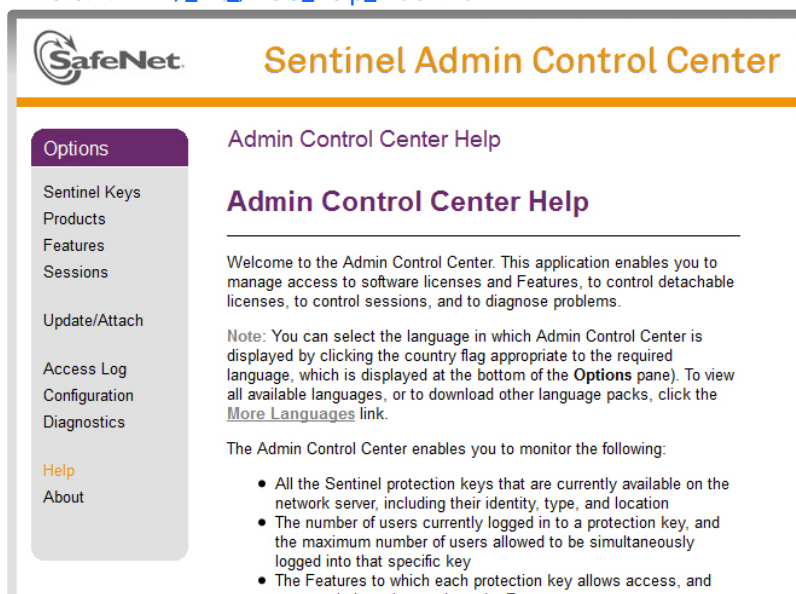 SafeNet.
Sentinel Admin Control Center
Options
Sentinel Keys
Products
Features
Sessions
Update/Attach
Access Log
Configuration
Diagnostics
Help
About
Admin Control Center Help
Admin Control Center Help
Welcome to the Admin Control Center. This application enables you to
manage access to software licenses and Features, to control detachable
licenses, to control sessions, and to diagnose problems.
Note: You can select the language in which Admin Control Center is
displayed by clicking the country flag appropriate to the required
language, which is displayed at the bottom of the Options pane). To view
all available languages, or to download other language packs, click the
More Languages link.
The Admin Control Center enables you to monitor the following:
● All the Sentinel protection keys that are currently available on the
network server, including their identity, type, and location
● The number of users currently logged in to a protection key, and
the maximum number of users allowed to be simultaneously
logged into that specific key
● The Features to which each protection key allows access, and